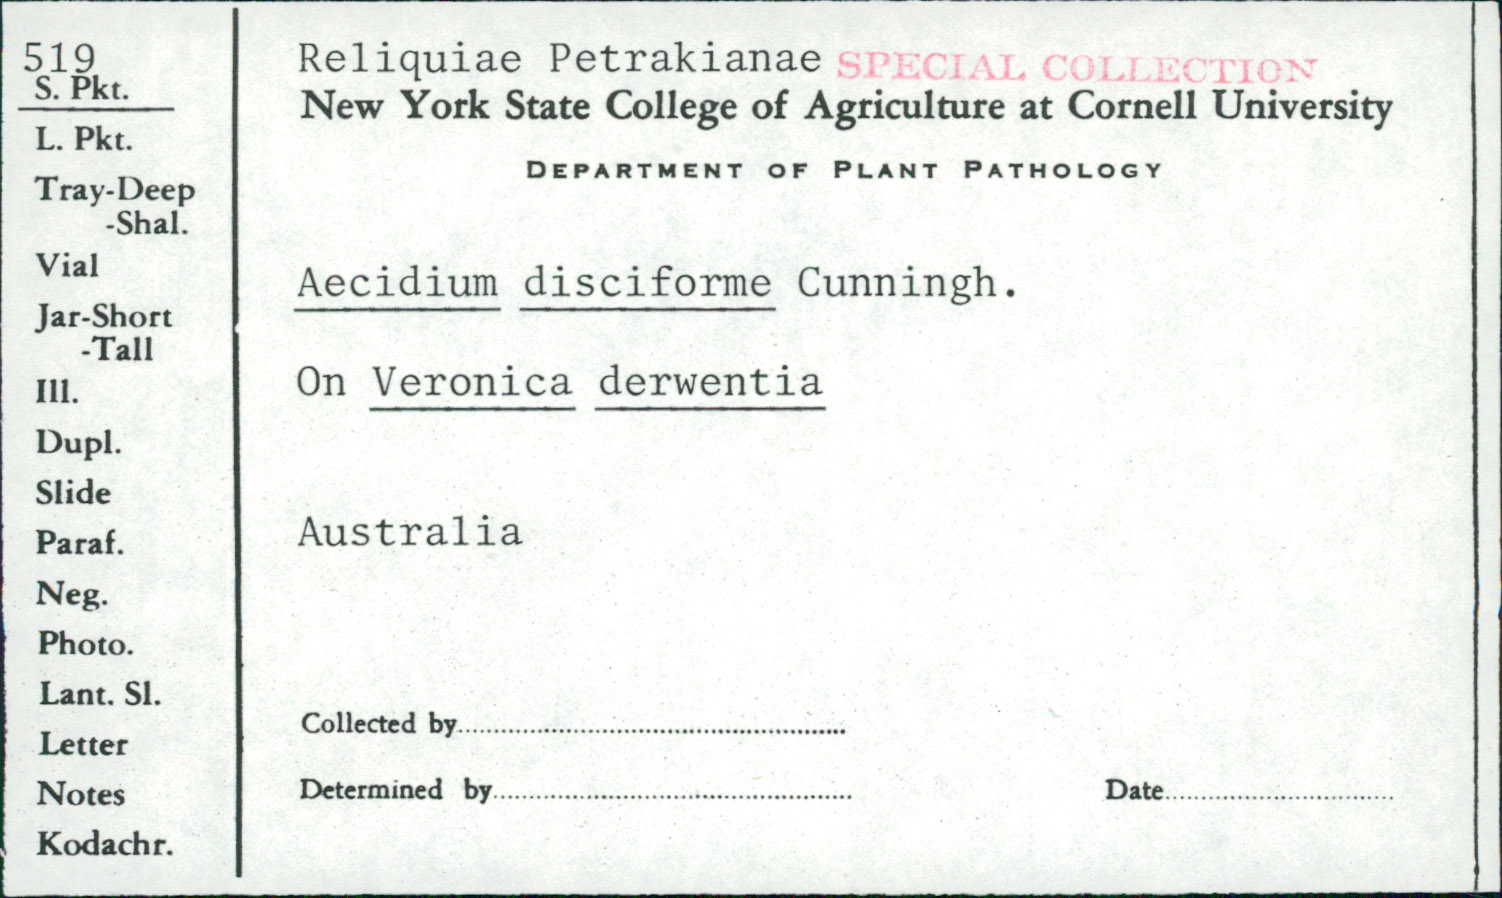 519
S. Pkt.
L. Pkt.
Tray-Deep
-Shal.
Vial
Jar-Short
-Tall
Ill.
Dupl.
Slide
Paraf.
Neg.
Photo.
Lant. Sl.
Letter
Notes
Kodachr.
Reliquiae Petrakianae SPECIAL COLLECTION
New York State College of Agriculture at Cornell University
DEPARTMENT OF PLANT PATHOLOGY
Aecidium disciforme Cunningh.
On Veronica derwentia
Australia
Collected by
Determined by
Date